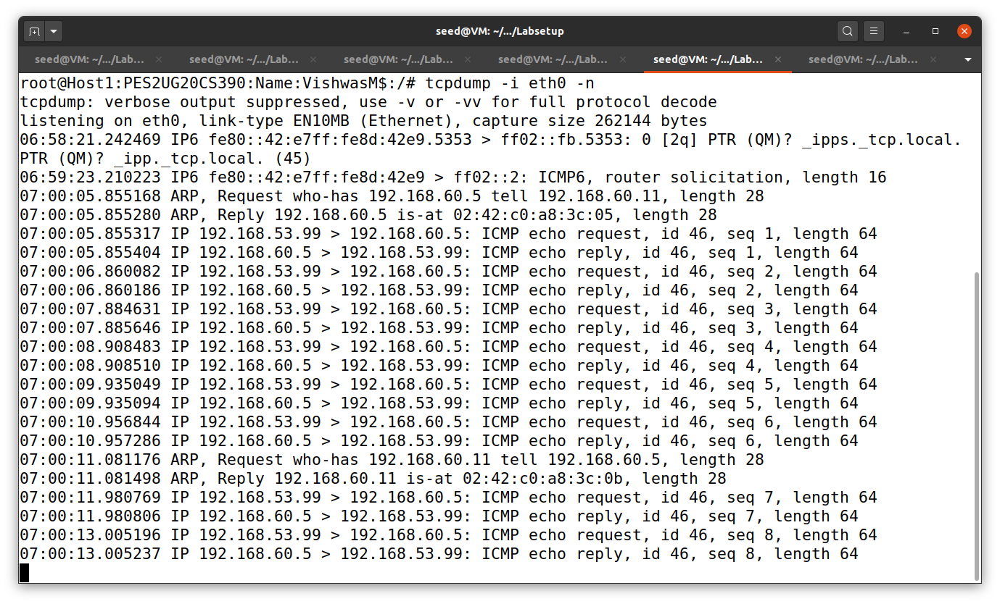 seed@VM: ~/.../Labsetup
seed@VM: ~/.../Lab... seed@VM: ~/.../Lab... seed@VM: ~/.../Lab... seed@VM: ~/.../Lab... seed@VM: ~/.../Lab... seed@VM: ~/.../Lab...
root@Host1:PES2UG20CS390:Name:VishwasM$:/# tcpdump -i eth0 -n
tcpdump: verbose output suppressed, use -v or -vv for full protocol decode
listening on eth0, link-type EN10MB (Ethernet), capture size 262144 bytes
06:58:21.242469 IP6 fe80::42:e7ff:fe8d:42e9.5353 > ff02::fb.5353: 0 [2q] PTR (QM)? _ipps._tcp.local.
PTR (QM)? _ipp._tcp.local. (45)
06:59:23.210223 IP6 fe80::42:e7ff:fe8d:42e9 > ff02::2: ICMP6, router solicitation, length 16
07:00:05.855168 ARP, Request who-has 192.168.60.5 tell 192.168.60.11, length 28
07:00:05.855280 ARP, Reply 192.168.60.5 is-at 02:42:c0:a8:3c:05, length 28
07:00:05.855317 IP 192.168.53.99 > 192.168.60.5: ICMP echo request, id 46, seq 1, length 64
07:00:05.855404 IP 192.168.60.5 > 192.168.53.99: ICMP echo reply, id 46, seq 1, length 64
07:00:06.860082 IP 192.168.53.99 > 192.168.60.5: ICMP echo request, id 46, seq 2, length 64
07:00:06.860186 IP 192.168.60.5 > 192.168.53.99: ICMP echo reply, id 46, seq 2, length 64
07:00:07.884631 IP 192.168.53.99 > 192.168.60.5: ICMP echo request, id 46, seq 3, length 64
07:00:07.885646 IP 192.168.60.5 > 192.168.53.99: ICMP echo reply, id 46, seq 3, length 64
07:00:08.908483 IP 192.168.53.99 > 192.168.60.5: ICMP echo request, id 46, seq 4, length 64
07:00:08.908510 IP 192.168.60.5 > 192.168.53.99: ICMP echo reply, id 46, seq 4, length 64
07:00:09.935049 IP 192.168.53.99 > 192.168.60.5: ICMP echo request, id 46, seq 5, length 64
07:00:09.935094 IP 192.168.60.5 > 192.168.53.99: ICMP echo reply, id 46, seq 5, length 64
07:00:10.956844 IP 192.168.53.99 > 192.168.60.5: ICMP echo request, id 46, seq 6, length 64
07:00:10.957286 IP 192.168.60.5 > 192.168.53.99: ICMP echo reply, id 46, seq 6, length 64
07:00:11.081176 ARP, Request who-has 192.168.60.11 tell 192.168.60.5, length 28
07:00:11.081498 ARP, Reply 192.168.60.11 is-at 02:42:c0:a8:3c:0b, length 28
07:00:11.980769 IP 192.168.53.99 > 192.168.60.5: ICMP echo request, id 46, seq 7, length 64
07:00:11.980806 IP 192.168.60.5 > 192.168.53.99: ICMP echo reply, id 46, seq 7, length 64
07:00:13.005196 IP 192.168.53.99 > 192.168.60.5: ICMP echo request, id 46, seq 8, length 64
07:00:13.005237 IP 192.168.60.5 > 192.168.53.99: ICMP echo reply, id 46, seq 8, length 64